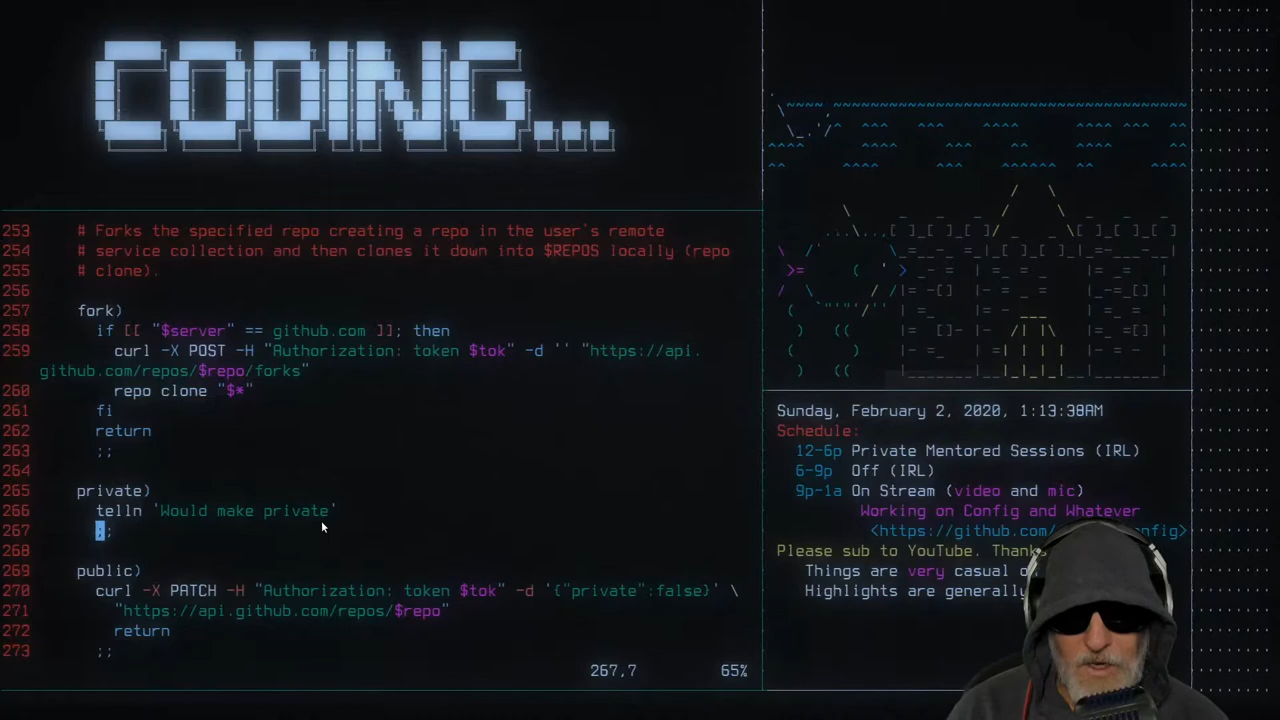 CODING...
253 # Forks the specified repo creating a repo in the user's remote
254 # service collection and then clones it down into $REPOS locally (repo
255 # clone).
256
257 fork)
258 if [[ "$server" == github.com ]]; then
259 curl -X POST -H "Authorization: token $tok" -d '' "https://api.
github.com/repos/$repo/forks"
260 repo clone "$*"
261 fi
262 return
263 ;;
264
265 private)
266 telln 'Would make private'
267 ;;
268
269 public)
270 curl -X PATCH -H "Authorization: token $tok" -d '{"private":false}' \
271 "https://api.github.com/repos/$repo"
272 return
273 ;;
267,7 65%
Sunday, February 2, 2020, 1:13:38AM
Schedule:
12-6p Private Mentored Sessions (IRL)
6-9p Off (IRL)
9p-1a On Stream (video and mic)
Working on Config and Whatever
<https://github.com config>
Please sub to YouTube.
Things are very casual
Highlights are generally